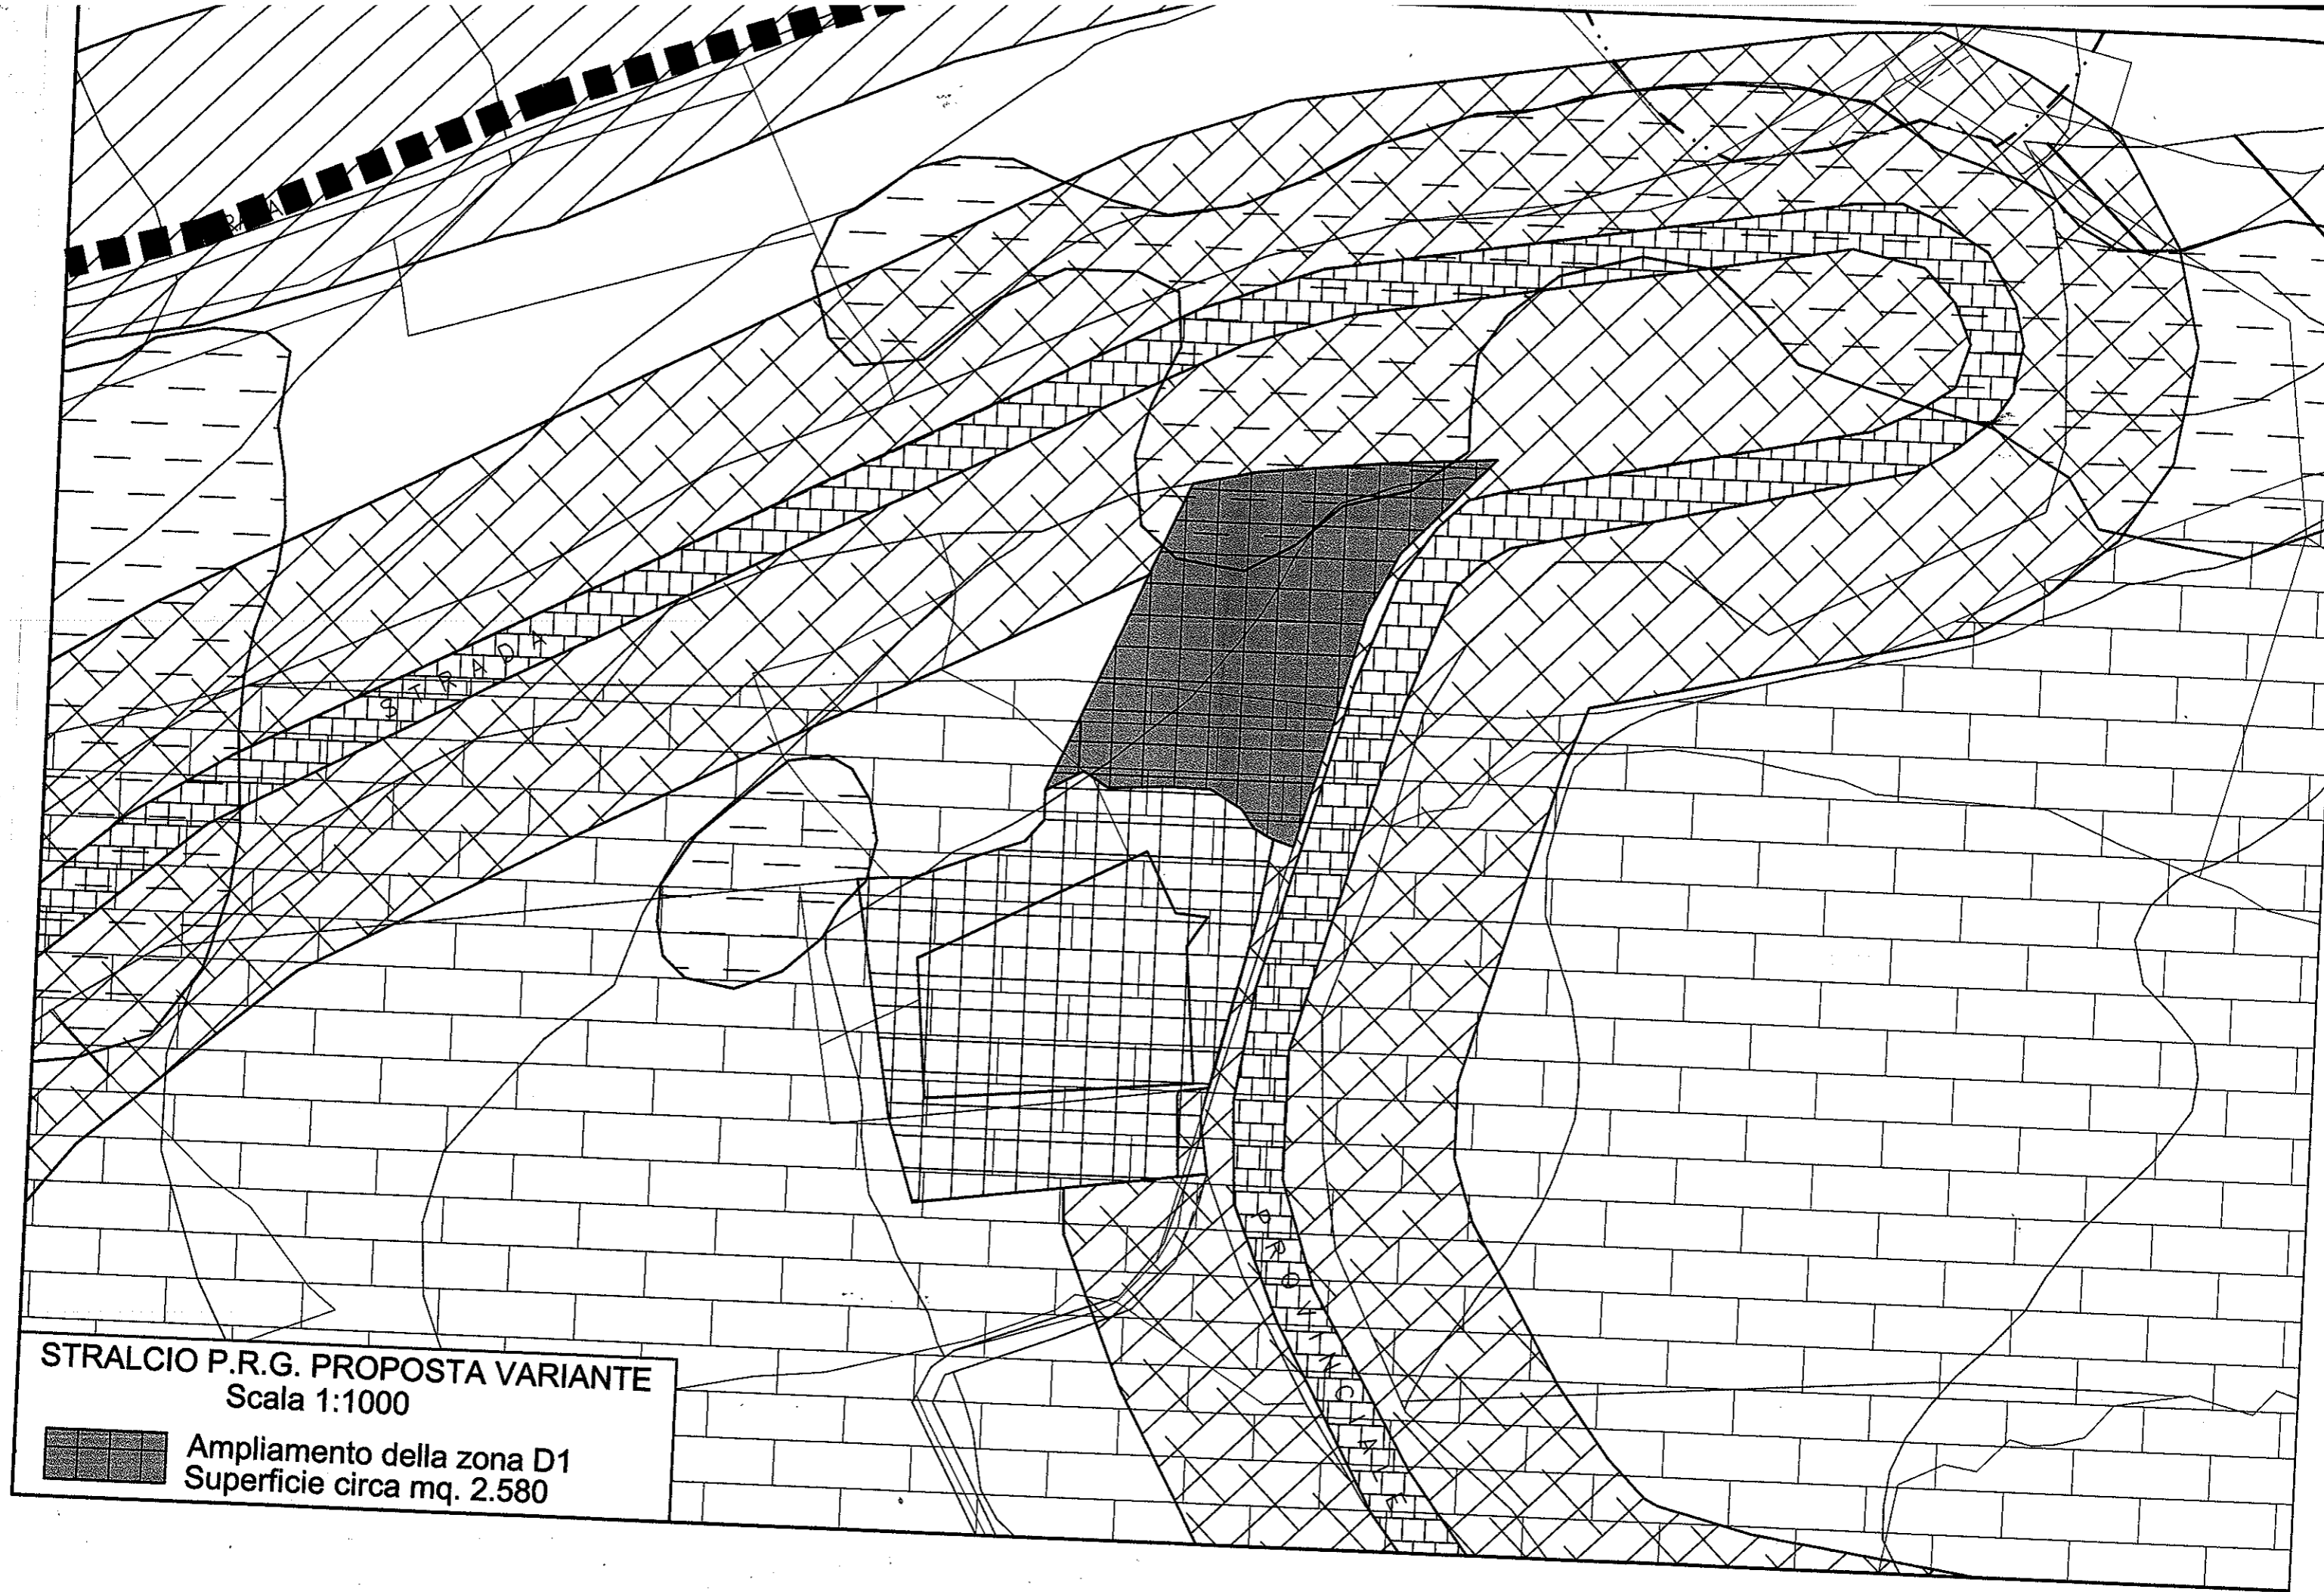 STRADA
PROVINCIALE
STRALCIO P.R.G. PROPOSTA VARIANTE
Scala 1:1000
Ampliamento della zona D1
Superficie circa mq. 2.580